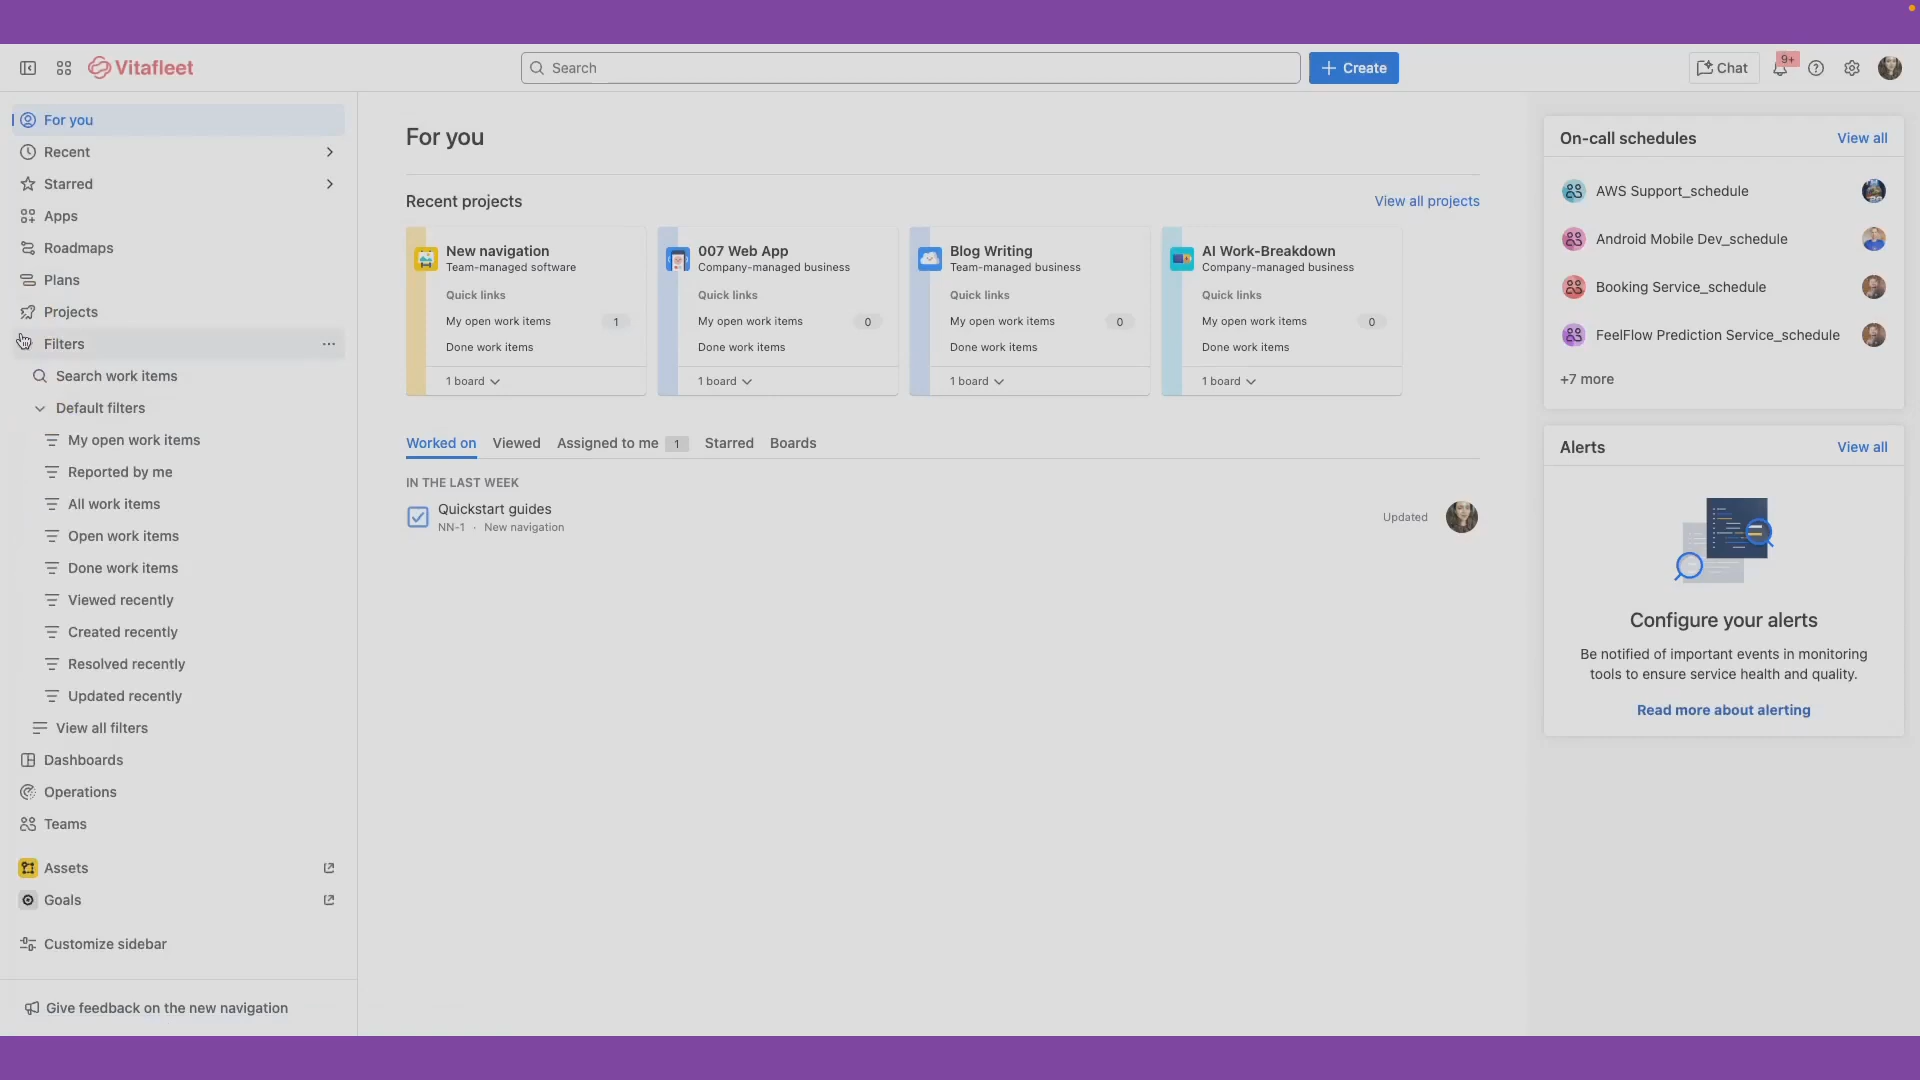 Vitafleet
Search
Create
Chat
9+
For you
Recent
Starred
Apps
Roadmaps
Plans
Projects
Filters
Search work items
Default filters
My open work items
Reported by me
All work items
Open work items
Done work items
Viewed recently
Created recently
Resolved recently
Updated recently
View all filters
Dashboards
Operations
Teams
Assets
Goals
Customize sidebar
Give feedback on the new navigation
For you
Recent projects
View all projects
New navigation
Team-managed software
Quick links
My open work items 1
Done work items
1 board
007 Web App
Company-managed business
Quick links
My open work items 0
Done work items
1 board
Blog Writing
Team-managed business
Quick links
My open work items 0
Done work items
1 board
AI Work-Breakdown
Company-managed business
Quick links
My open work items 0
Done work items
1 board
Worked on Viewed Assigned to me 1 Starred Boards
IN THE LAST WEEK
Quickstart guides
NN-1 · New navigation
Updated
On-call schedules View all
AWS Support_schedule
Android Mobile Dev_schedule
Booking Service_schedule
FeelFlow Prediction Service_schedule
+7 more
Alerts View all
Configure your alerts
Be notified of important events in monitoring
tools to ensure service health and quality.
Read more about alerting